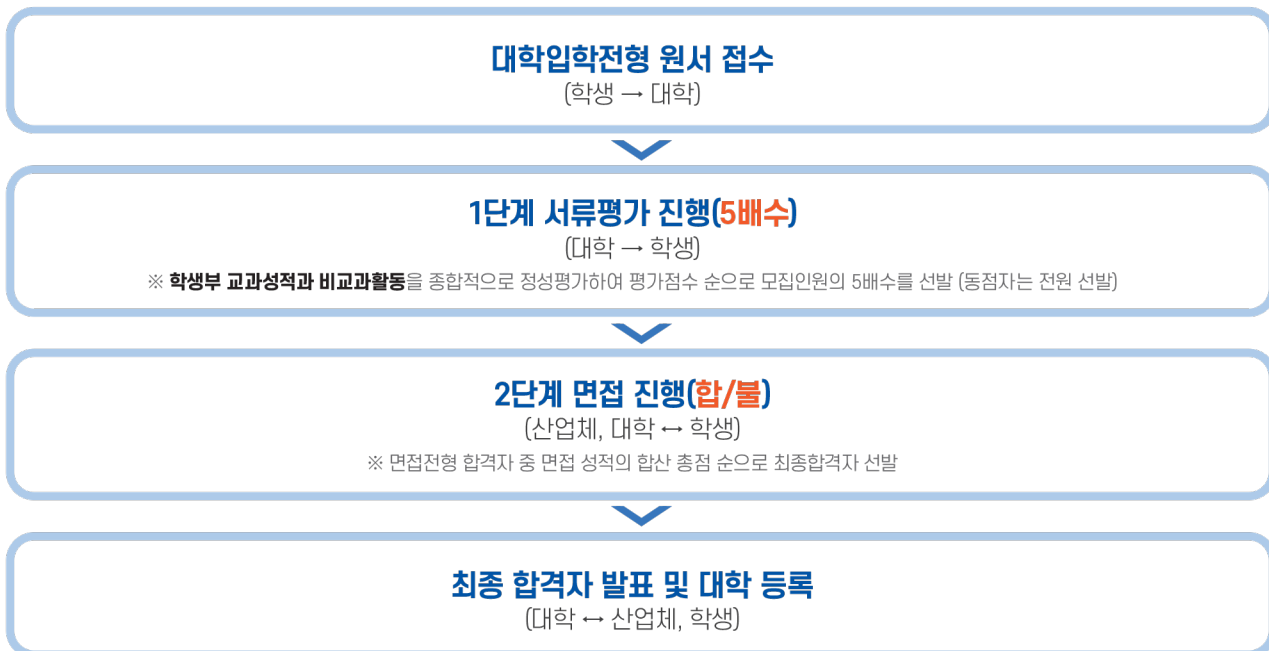 대학입학전형 원서 접수
(학생 → 대학)
1단계 서류평가 진행(5배수)
(대학 → 학생)
※ 학생부 교과성적과 비교과활동을 종합적으로 정성평가하여 평가점수 순으로 모집인원의 5배수를 선발 (동점자는 전원 선발)
2단계 면접 진행(합/불)
(산업체, 대학 ↔ 학생)
※ 면접전형 합격자 중 면접 성적의 합산 총점 순으로 최종합격자 선발
최종 합격자 발표 및 대학 등록
(대학 ↔ 산업체, 학생)